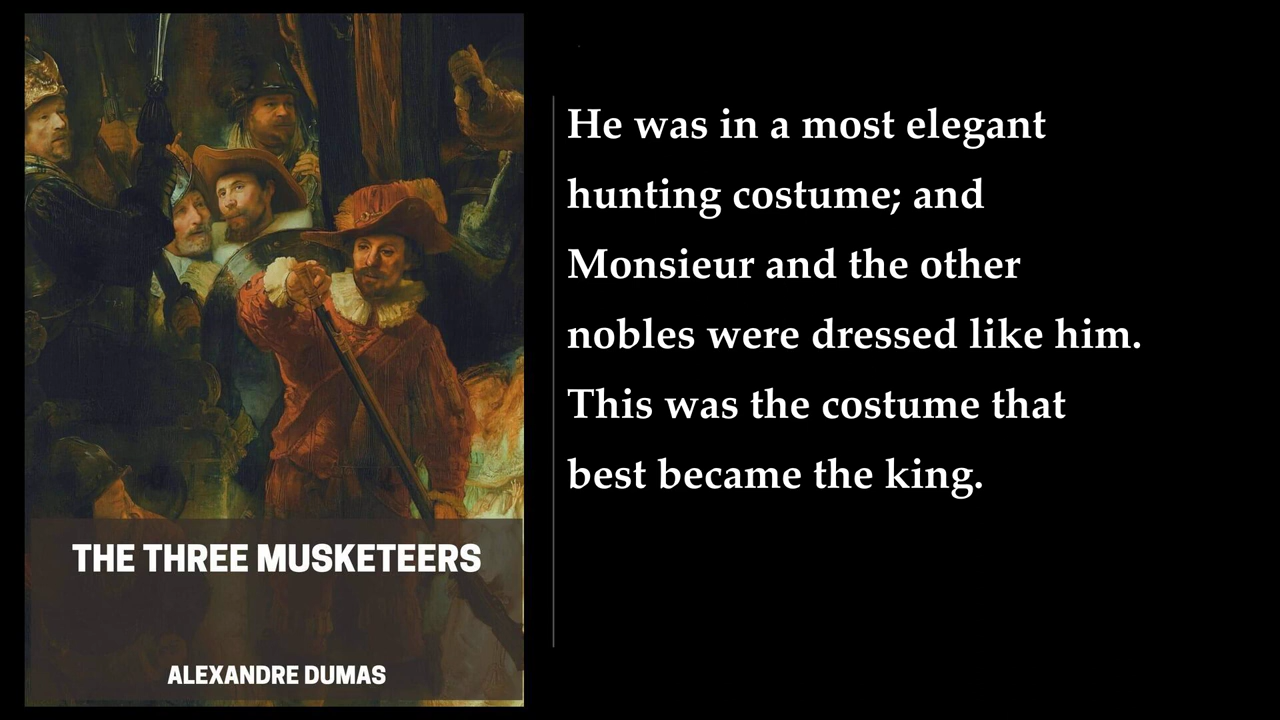 THE THREE MUSKETEERS
ALEXANDRE DUMAS
He was in a most elegant
hunting costume; and
Monsieur and the other
nobles were dressed like him.
This was the costume that
best became the king.